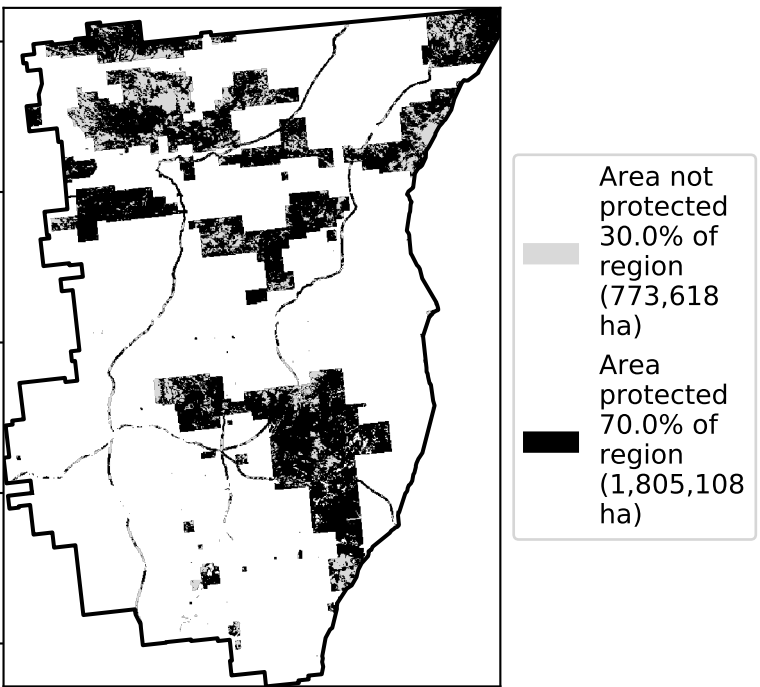 Area not
protected
30.0% of
region
(773,618
ha)
Area
protected
70.0% of
region
(1,805,108
ha)